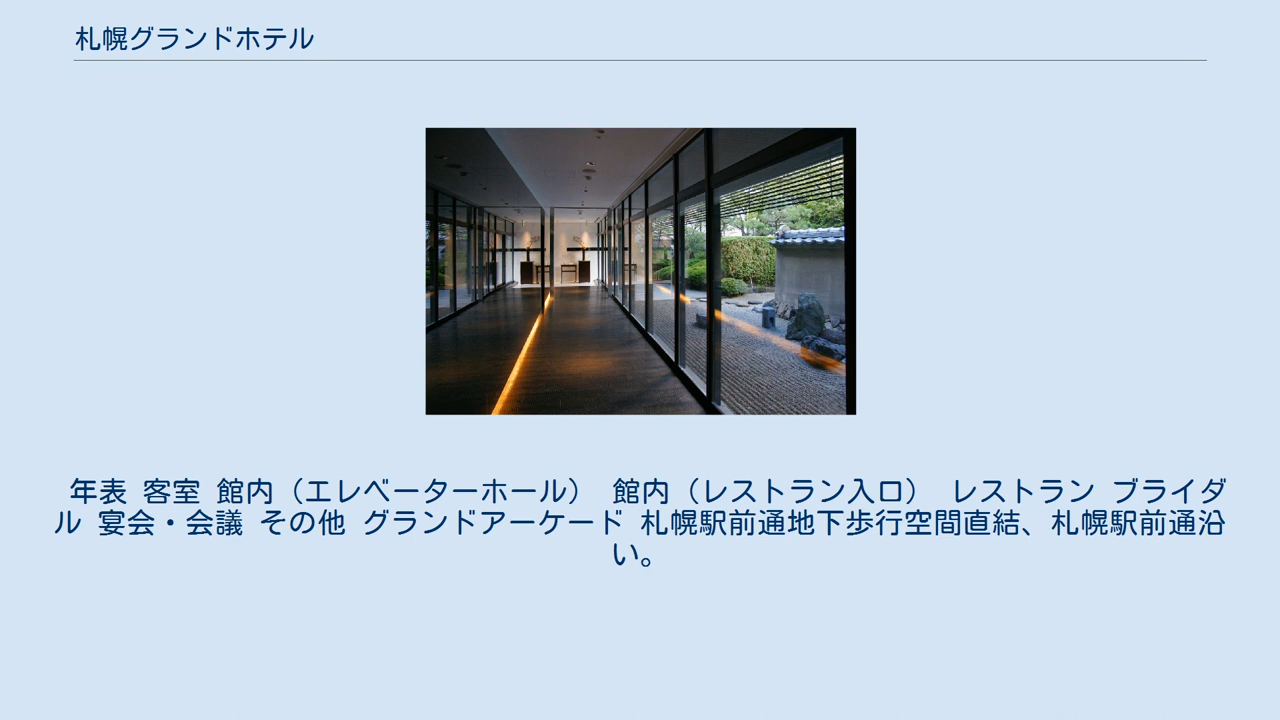 札幌グランドホテル
年表 客室 館内（エレベーターホール） 館内（レストラン入口） レストラン ブライダ
ル 宴会・会議 その他 グランドアーケード 札幌駅前通地下歩行空間直結、札幌駅前通沿
い。